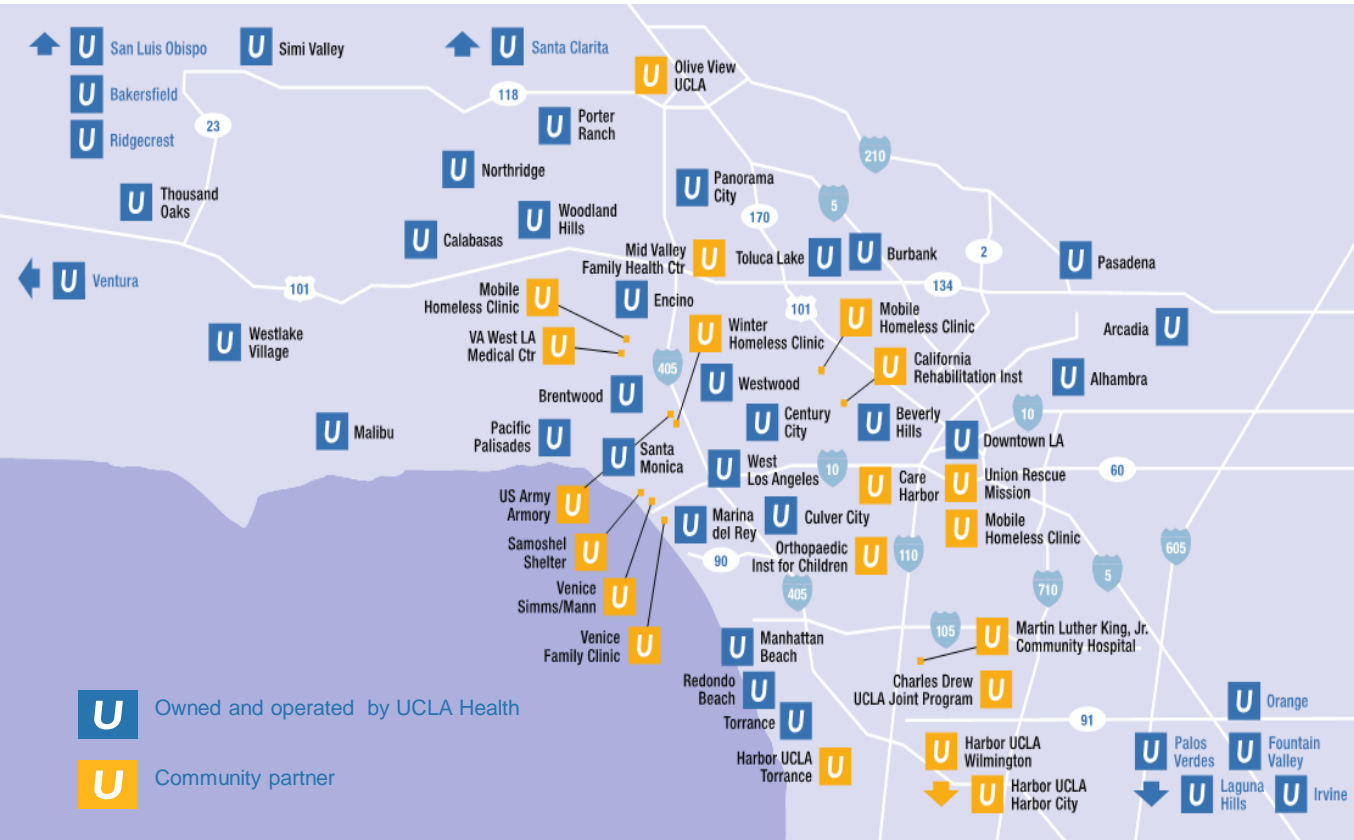 U San Luis Obispo
U Bakersfield
U Ridgecrest
U Simi Valley
U Santa Clarita
U Olive View
UCLA
118
23
U Porter
Ranch
210
U Northridge
U Thousand
Oaks
U Panorama
City
5
170
U Woodland
Hills
U Calabasas
Mid Valley
Family Health Ctr U
Toluca Lake U
U Burbank
2
U Pasadena
U Ventura
101
134
Mobile
Homeless Clinic U
U Encino
101
U Mobile
Homeless Clinic
U Westlake
Village
VA West LA
Medical Ctr U
U Winter
Homeless Clinic
Arcadia U
405
U California
Rehabilitation Inst
U Alhambra
Brentwood U
U Westwood
10
U Malibu
Pacific
Palisades U
U Century
City
U Beverly
Hills
U Downtown LA
U Santa
Monica
U West
Los Angeles
10
60
U Care
Harbor
U Union Rescue
Mission
US Army
Armory U
U Marina
del Rey
U Culver City
U Mobile
Homeless Clinic
Samoshel
Shelter U
90
Orthopaedic
Inst for Children U
110
605
5
Venice
Simms/Mann U
405
710
105
Venice
Family Clinic U
U Manhattan
Beach
U Martin Luther King, Jr.
Community Hospital
Redondo
Beach U
Charles Drew
UCLA Joint Program U
Torrance U
91
U Orange
Harbor UCLA
Torrance U
U Harbor UCLA
Wilmington
U Palos
Verdes
U Fountain
Valley
U Harbor UCLA
Harbor City
U Laguna
Hills
U Irvine
U Owned and operated by UCLA Health
U Community partner